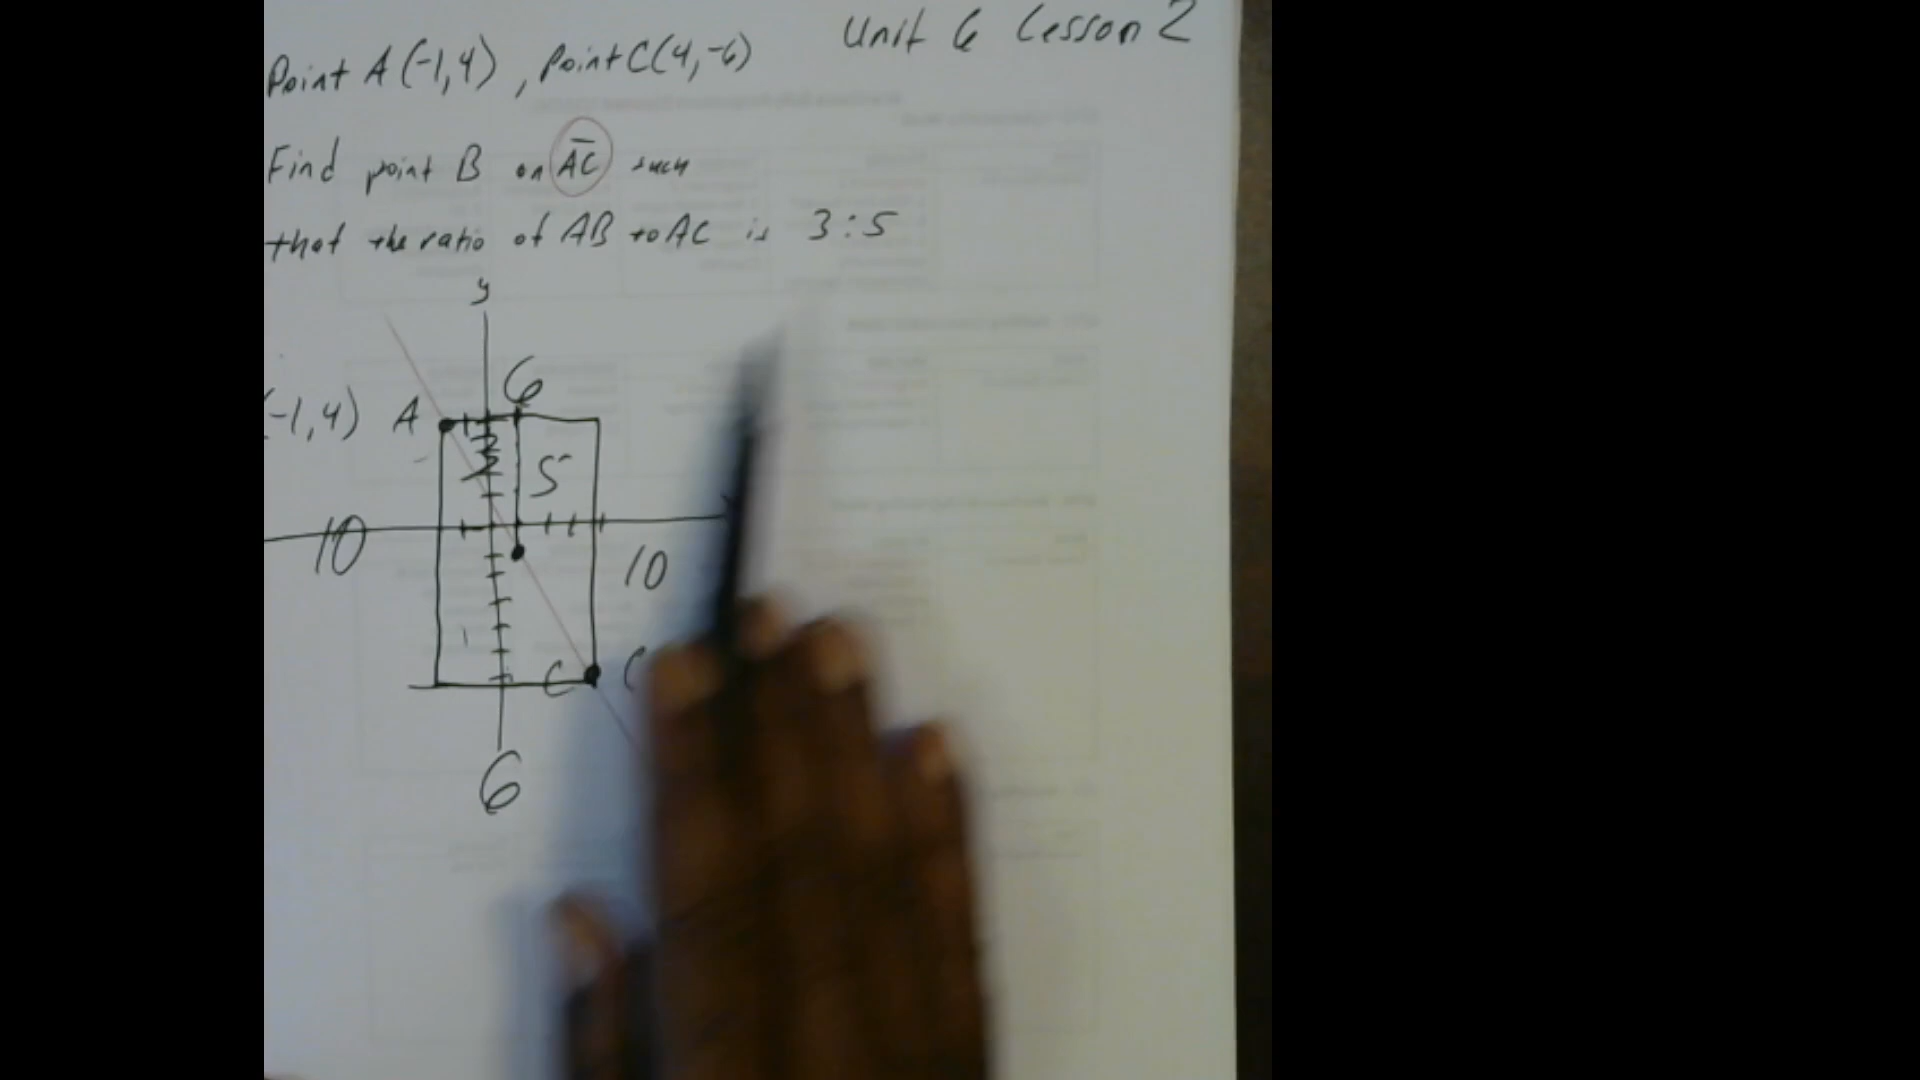 Unit 6 Lesson 2
Point A(-1,4), Point C(4,-6)
Find point B on AC such
that the ratio of AB to AC is 3:5
y
6
(-1,4) A
3
5
10
10
C (
6